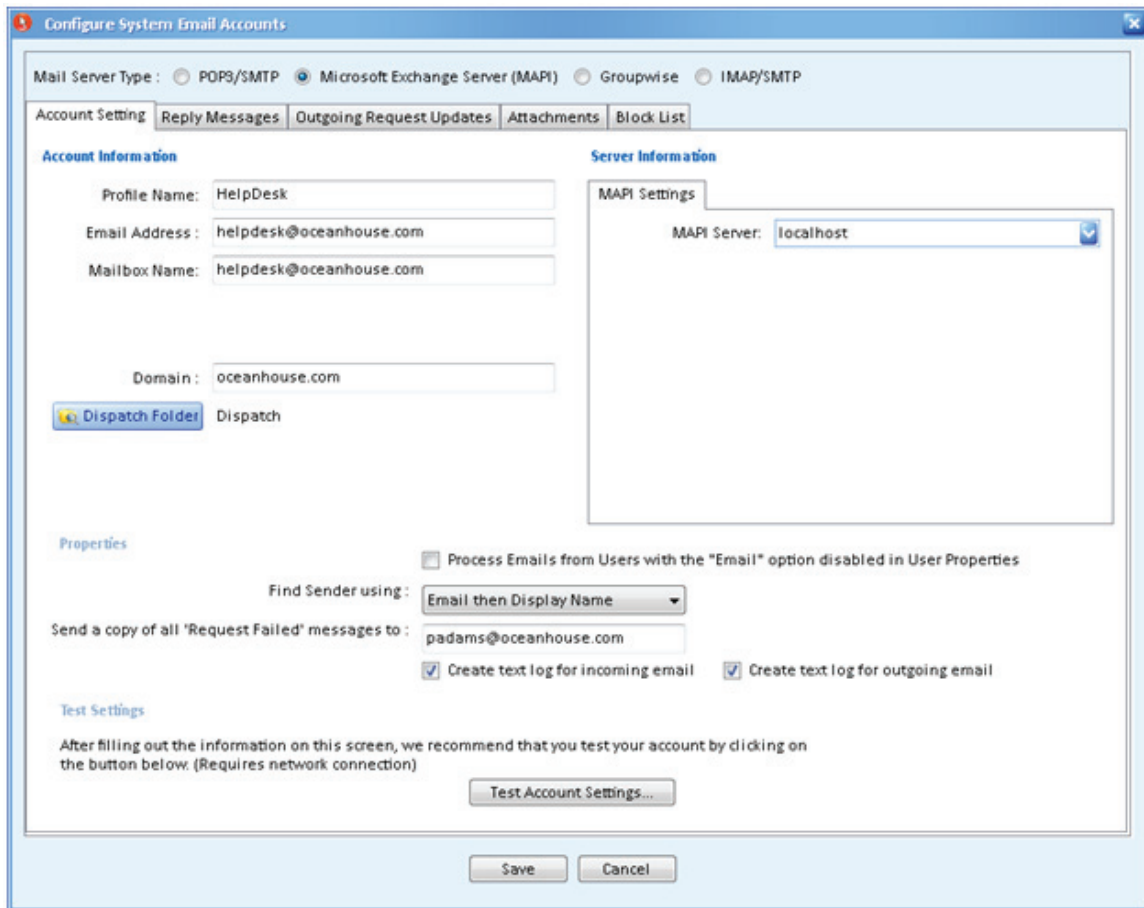 Configure System Email Accounts
Mail Server Type : POP3/SMTP Microsoft Exchange Server (MAPI) Groupwise IMAP/SMTP
Account Setting Reply Messages Outgoing Request Updates Attachments Block List
Account Information
Profile Name: HelpDesk
Email Address : helpdesk@oceanhouse.com
Mailbox Name: helpdesk@oceanhouse.com
Domain : oceanhouse.com
Dispatch Folder Dispatch
Server Information
MAPI Settings
MAPI Server: localhost
Properties
Process Emails from Users with the "Email" option disabled in User Properties
Find Sender using : Email then Display Name
Send a copy of all 'Request Failed' messages to : padams@oceanhouse.com
Create text log for incoming email Create text log for outgoing email
Test Settings
After filling out the information on this screen, we recommend that you test your account by clicking on
the button below. (Requires network connection)
Test Account Settings...
Save Cancel